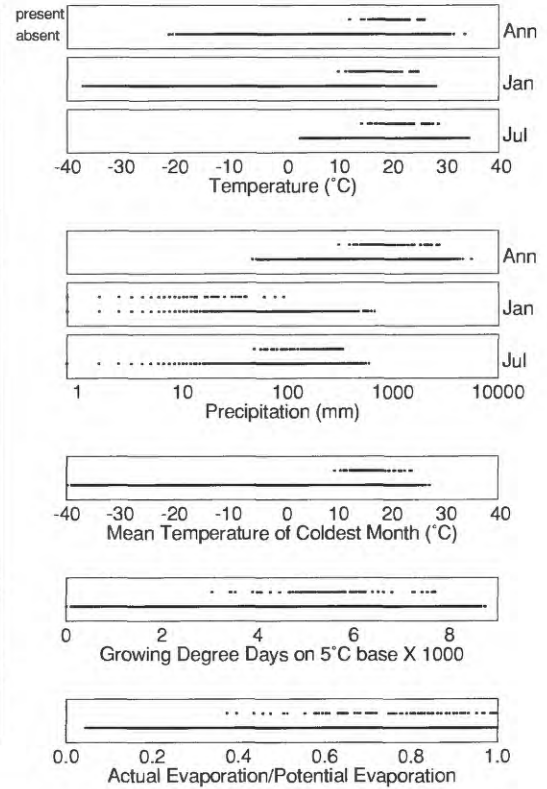 present
absent
Ann
Jan
Jul
-40 -30 -20 -10 0 10 20 30 40
Temperature (˚C)
Ann
Jan
Jul
1 10 100 1000 10000
Precipitation (mm)
-40 -30 -20 -10 0 10 20 30 40
Mean Temperature of Coldest Month (˚C)
0 2 4 6 8
Growing Degree Days on 5˚C base X 1000
0.0 0.2 0.4 0.6 0.8 1.0
Actual Evaporation/Potential Evaporation